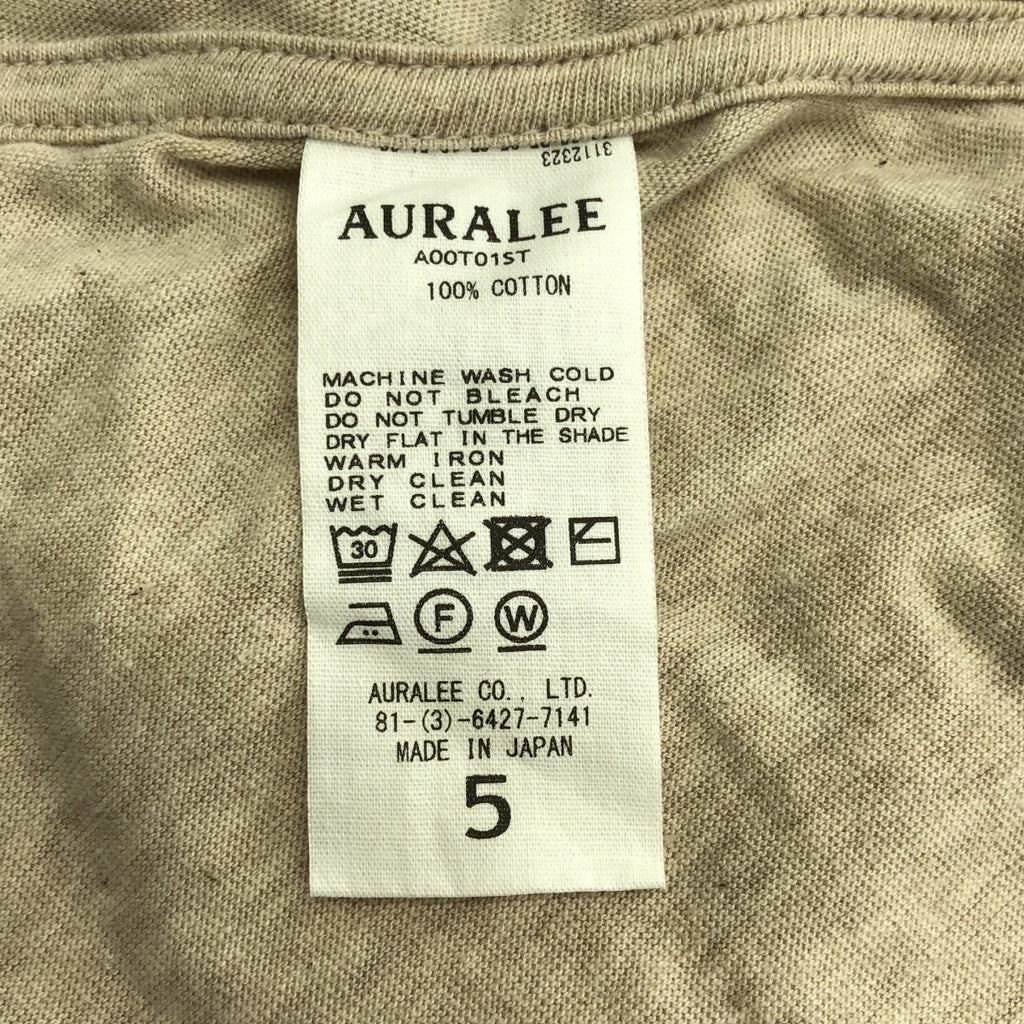 3112323
AURALEE
A00T01ST
100% COTTON
MACHINE WASH COLD
DO NOT BLEACH
DO NOT TUMBLE DRY
DRY FLAT IN THE SHADE
WARM IRON
DRY CLEAN
WET CLEAN
30
F W
AURALEE CO., LTD.
81-(3)-6427-7141
MADE IN JAPAN
5